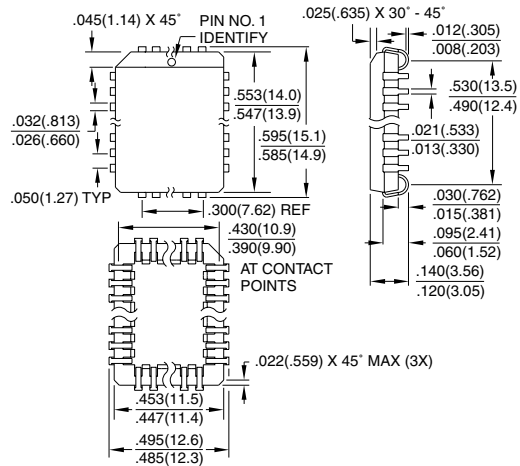 .045(1.14) X 45°
PIN NO. 1
IDENTIFY
.025(.635) X 30° - 45°
.012(.305)
.008(.203)
.553(14.0)
.547(13.9)
.530(13.5)
.490(12.4)
.032(.813)
.026(.660)
.595(15.1)
.585(14.9)
.021(.533)
.013(.330)
.050(1.27) TYP
.300(7.62) REF
.030(.762)
.015(.381)
.430(10.9)
.390(9.90)
AT CONTACT
POINTS
.095(2.41)
.060(1.52)
.140(3.56)
.120(3.05)
.022(.559) X 45° MAX (3X)
.453(11.5)
.447(11.4)
.495(12.6)
.485(12.3)